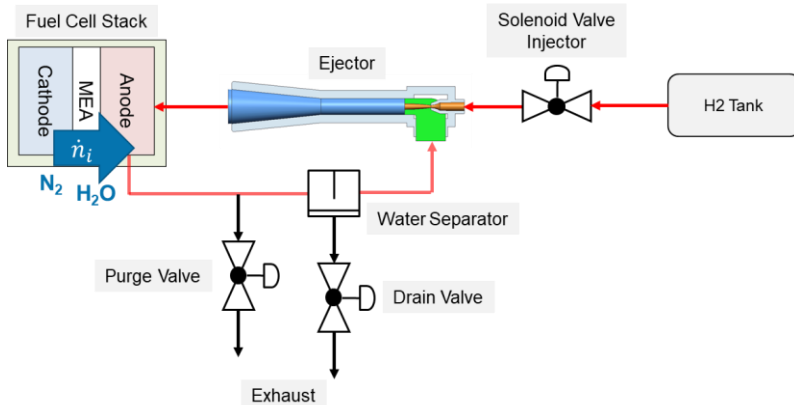 Fuel Cell Stack
Cathode
MEA
Anode
ṅᵢ
N₂
H₂O
Ejector
Solenoid Valve
Injector
H2 Tank
Water Separator
Purge Valve
Drain Valve
Exhaust